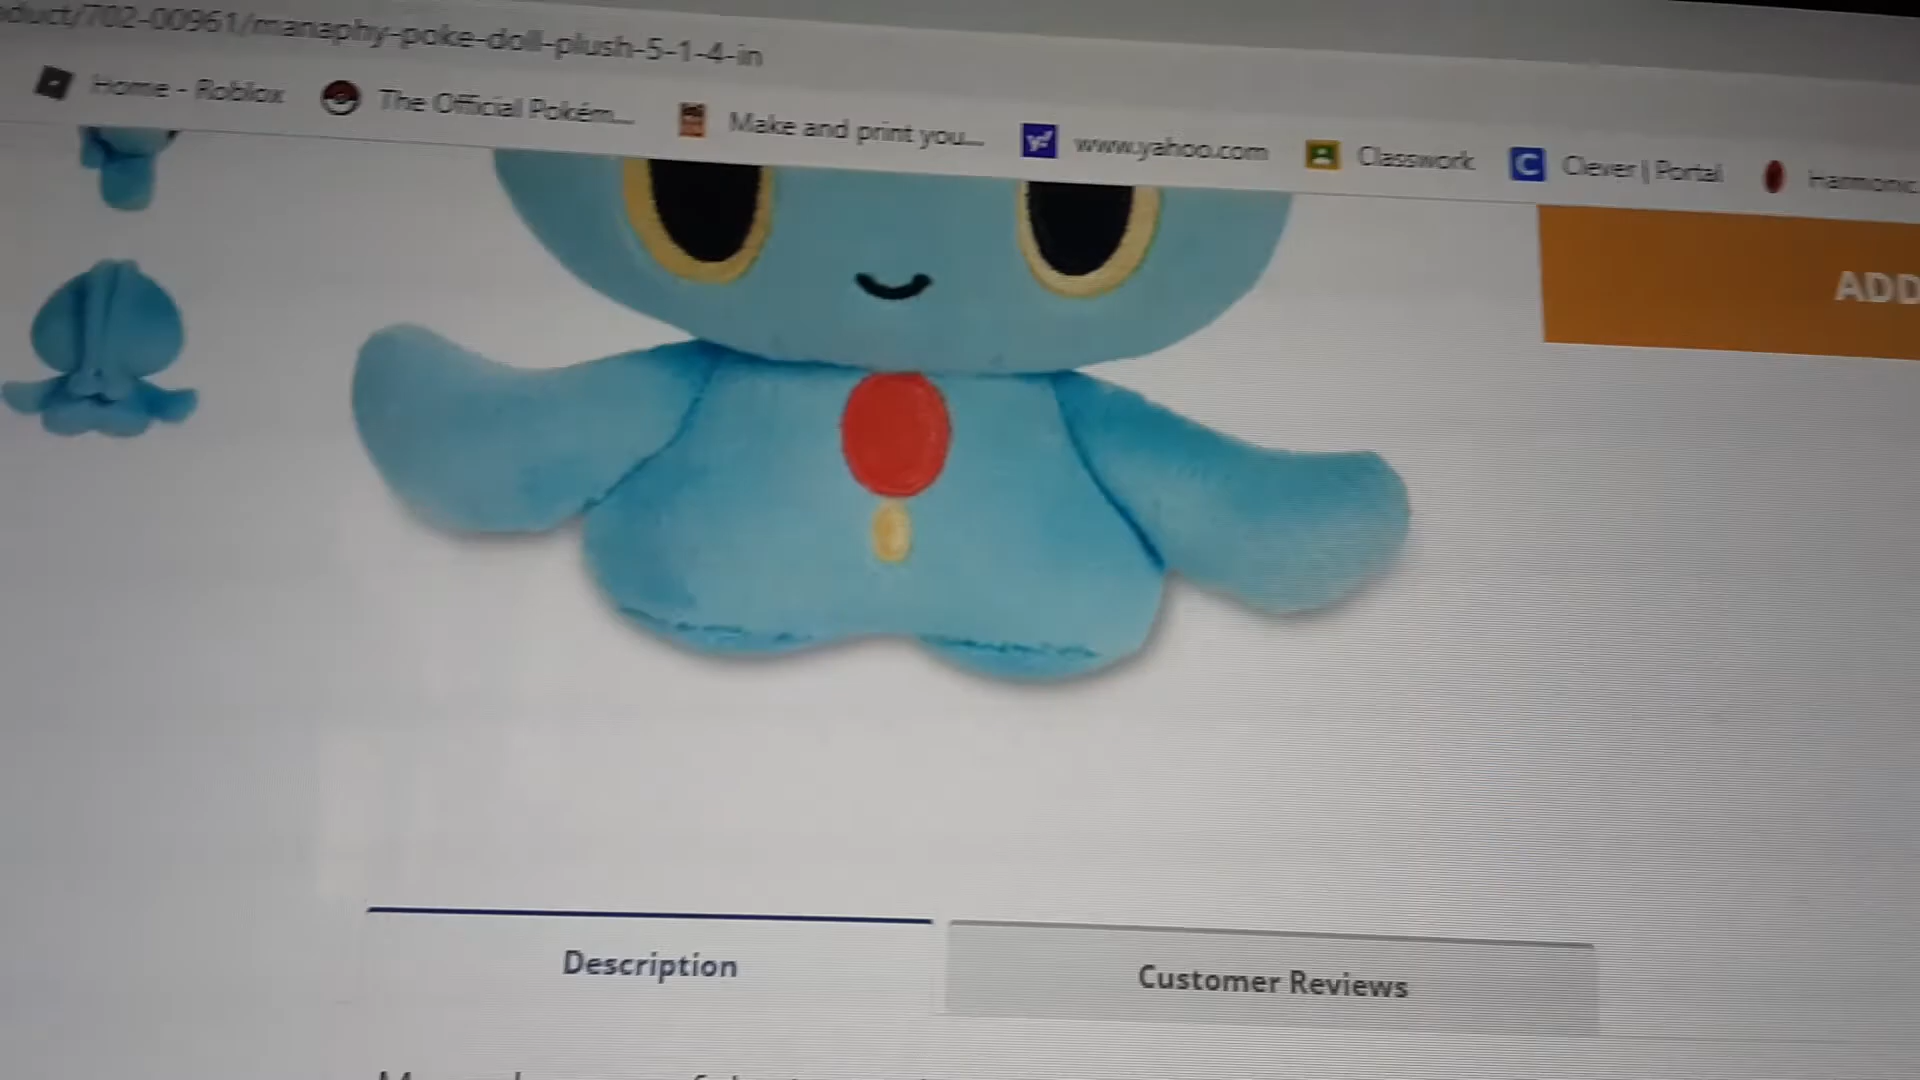 duct/702-00961/manaphy-poke-doll-plush-5-1-4-in
Home - Roblox The Official Pokém... Make and print you... www.yahoo.com Classwork Clever | Portal Harmonic
ADD
Description Customer Reviews